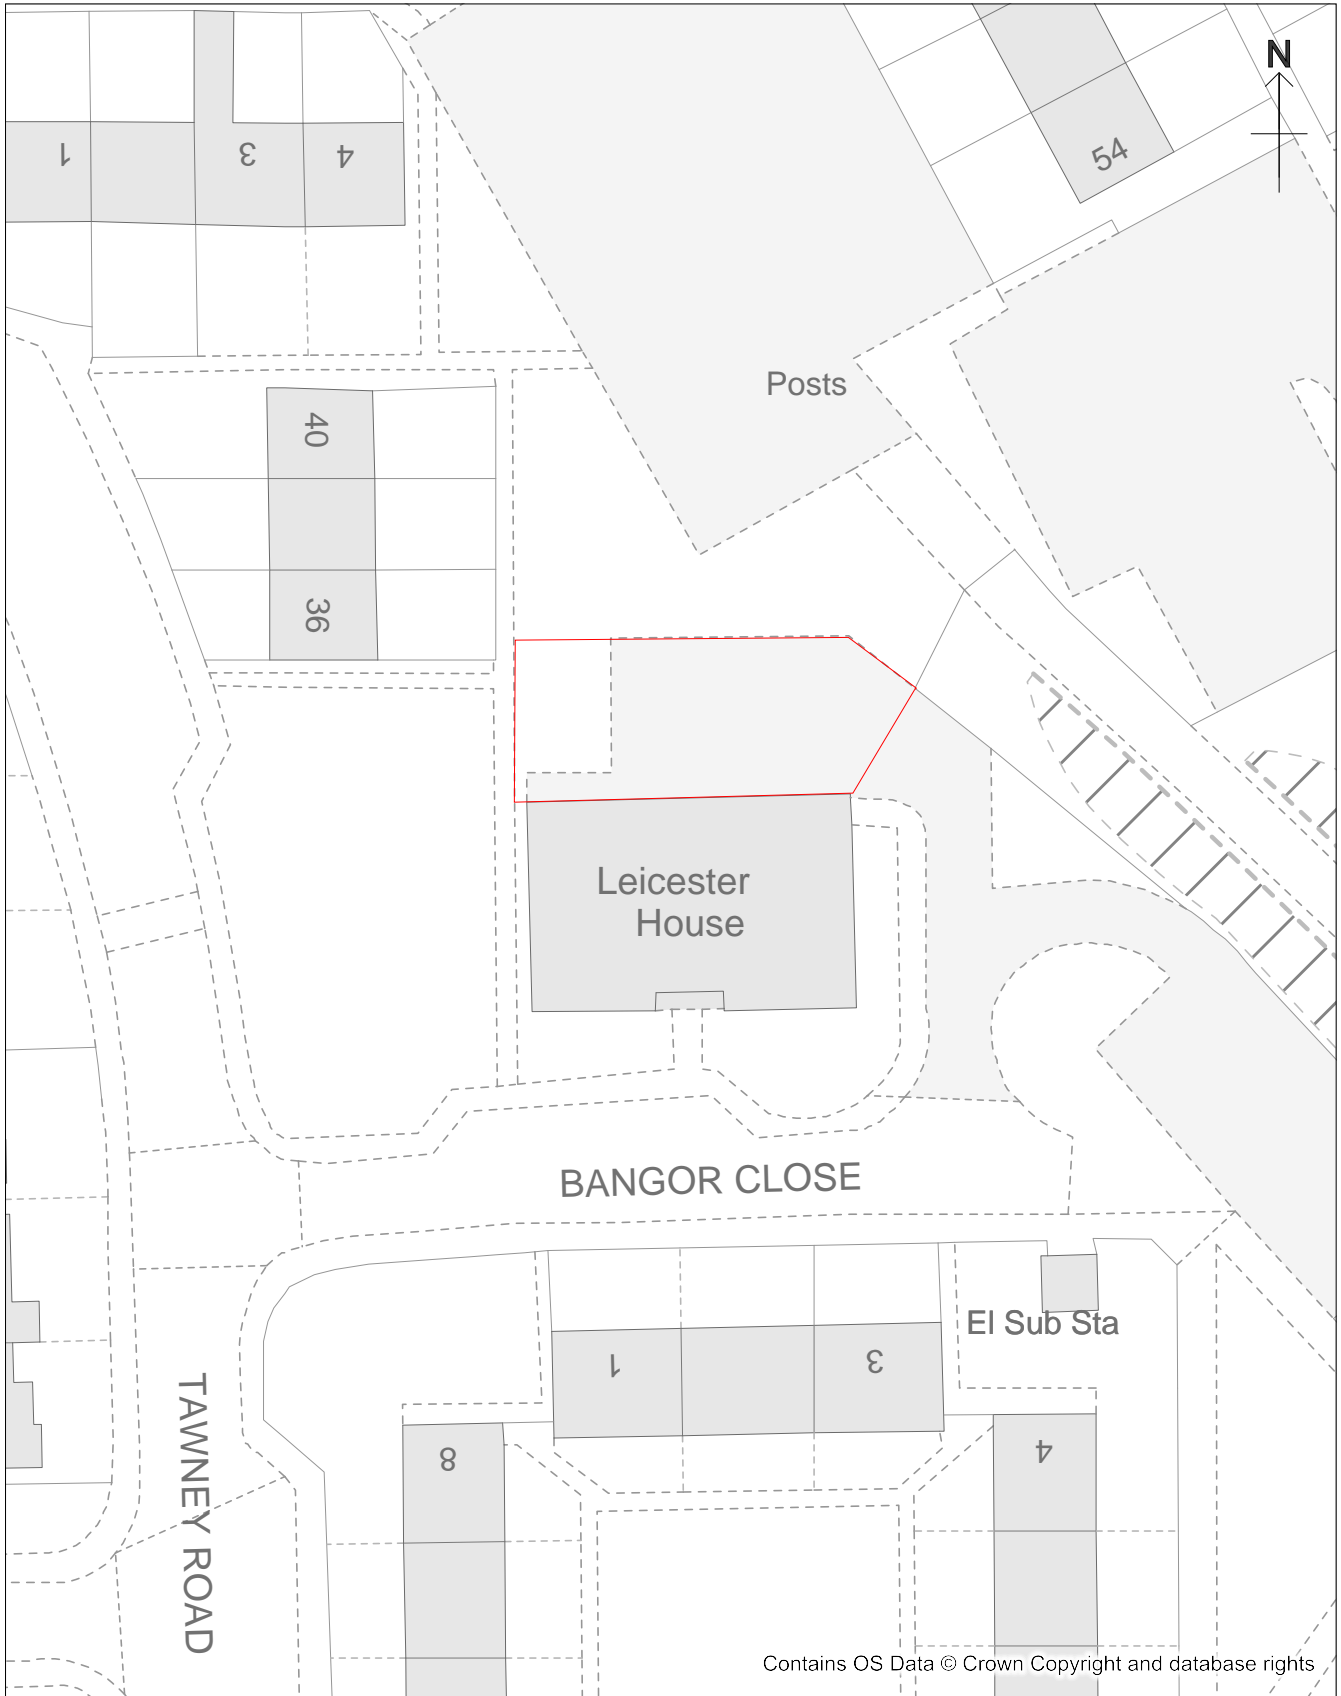 N
1
3
4
54
Posts
40
36
Leicester
House
BANGOR CLOSE
El Sub Sta
1
3
TAWNEY ROAD
8
4
Contains OS Data © Crown Copyright and database rights